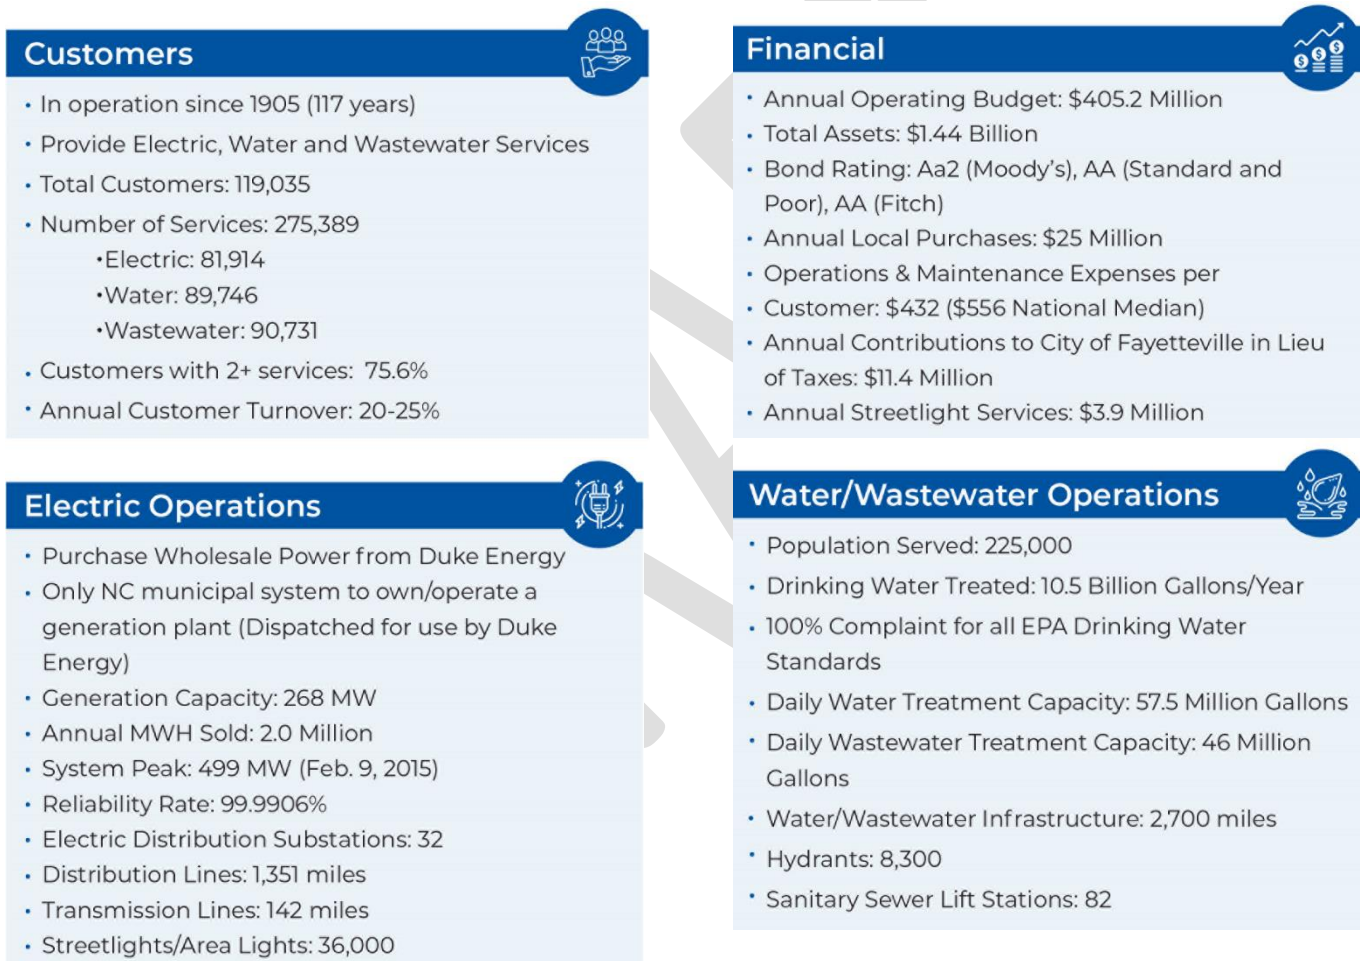 Customers
• In operation since 1905 (117 years)
• Provide Electric, Water and Wastewater Services
• Total Customers: 119,035
• Number of Services: 275,389
•Electric: 81,914
•Water: 89,746
•Wastewater: 90,731
• Customers with 2+ services: 75.6%
• Annual Customer Turnover: 20-25%
Financial
• Annual Operating Budget: $405.2 Million
• Total Assets: $1.44 Billion
• Bond Rating: Aa2 (Moody's), AA (Standard and
Poor), AA (Fitch)
• Annual Local Purchases: $25 Million
• Operations & Maintenance Expenses per
• Customer: $432 ($556 National Median)
• Annual Contributions to City of Fayetteville in Lieu
of Taxes: $11.4 Million
• Annual Streetlight Services: $3.9 Million
Electric Operations
• Purchase Wholesale Power from Duke Energy
• Only NC municipal system to own/operate a
generation plant (Dispatched for use by Duke
Energy)
• Generation Capacity: 268 MW
• Annual MWH Sold: 2.0 Million
• System Peak: 499 MW (Feb. 9, 2015)
• Reliability Rate: 99.9906%
• Electric Distribution Substations: 32
• Distribution Lines: 1,351 miles
• Transmission Lines: 142 miles
• Streetlights/Area Lights: 36,000
Water/Wastewater Operations
• Population Served: 225,000
• Drinking Water Treated: 10.5 Billion Gallons/Year
• 100% Complaint for all EPA Drinking Water
Standards
• Daily Water Treatment Capacity: 57.5 Million Gallons
• Daily Wastewater Treatment Capacity: 46 Million
Gallons
• Water/Wastewater Infrastructure: 2,700 miles
• Hydrants: 8,300
• Sanitary Sewer Lift Stations: 82